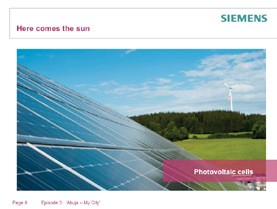 SIEMENS
Here comes the sun
Photovoltaic cells
Page 6 Episode 3: "Abuja – My City"